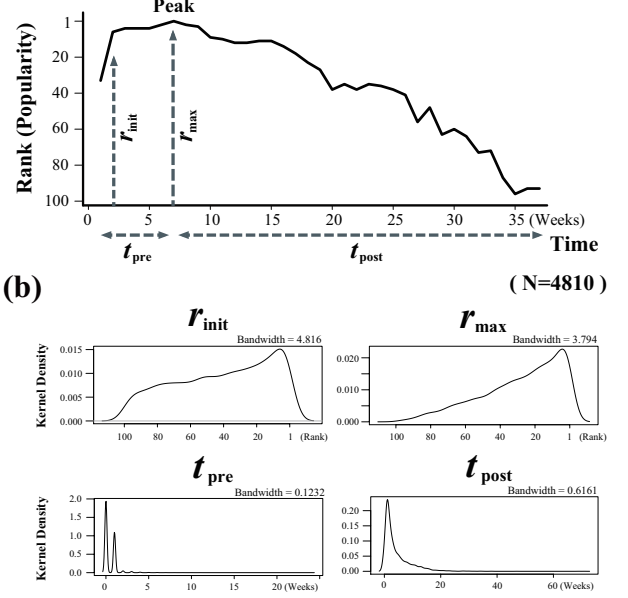 Peak
Rank (Popularity)
1
20
40
60
80
100
r init
r max
0 5 10 15 20 25 30 35 (Weeks)
t pre
t post
Time
(b)
( N=4810 )
r init
Bandwidth = 4.816
Kernel Density
0.015
0.010
0.005
0.000
100 80 60 40 20 1 (Rank)
r max
Bandwidth = 3.794
0.020
0.010
0.000
100 80 60 40 20 1 (Rank)
t pre
Bandwidth = 0.1232
Kernel Density
2.0
1.5
1.0
0.5
0.0
0 5 10 15 20 (Weeks)
t post
Bandwidth = 0.6161
0.20
0.15
0.10
0.05
0.00
0 20 40 60 (Weeks)